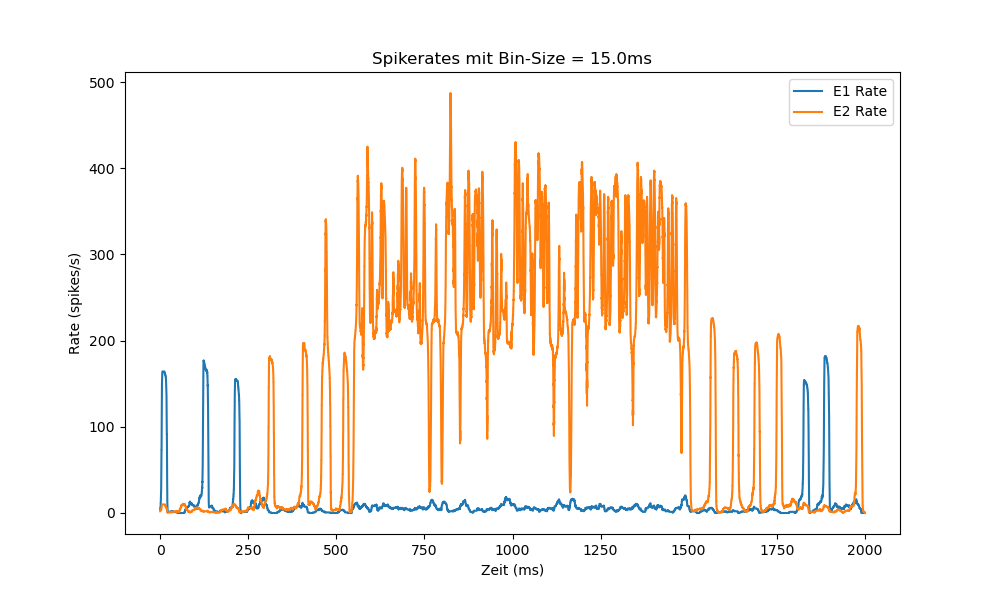 Spikerates mit Bin-Size = 15.0ms
E1 Rate
E2 Rate
Rate (spikes/s)
500
400
300
200
100
0
0 250 500 750 1000 1250 1500 1750 2000
Zeit (ms)